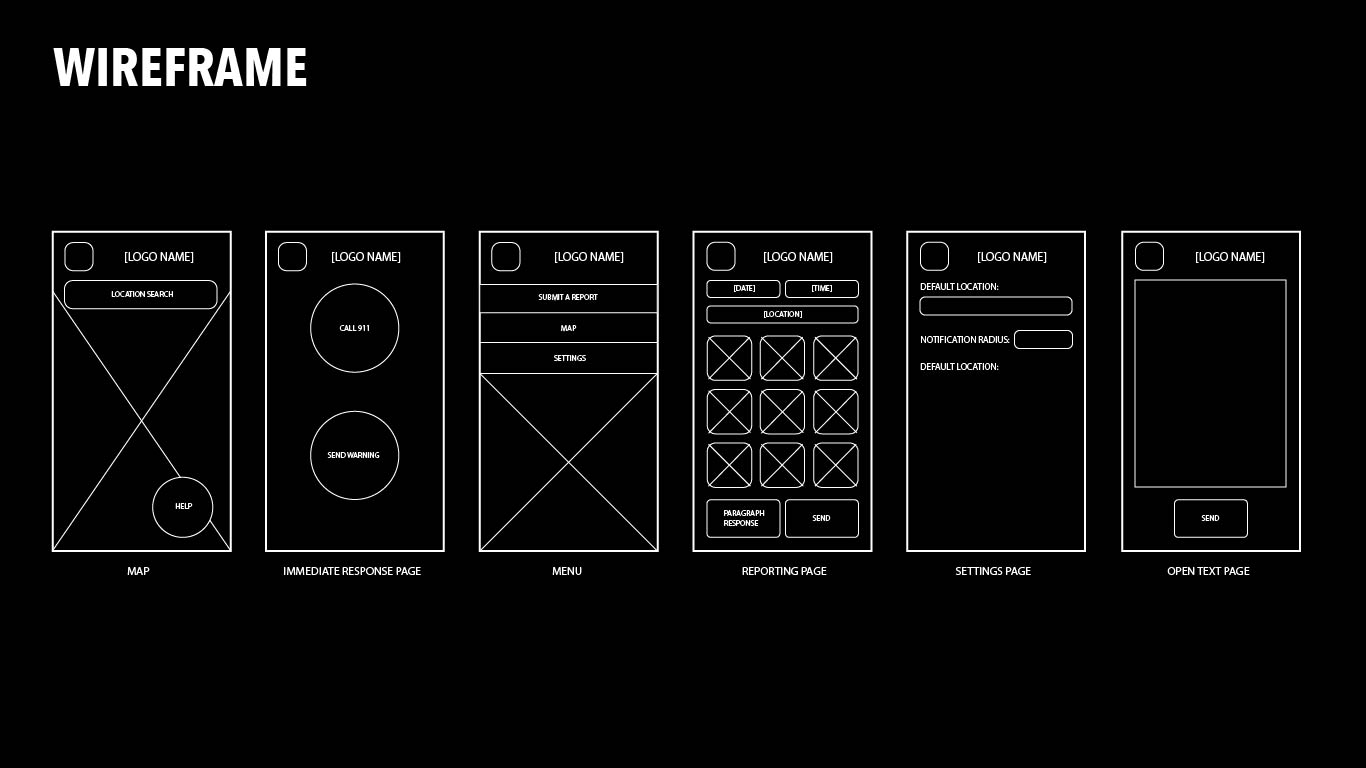 WIREFRAME
[LOGO NAME]
LOCATION SEARCH
HELP
MAP
[LOGO NAME]
CALL 911
SEND WARNING
IMMEDIATE RESPONSE PAGE
[LOGO NAME]
SUBMIT A REPORT
MAP
SETTINGS
MENU
[LOGO NAME]
[DATE]
[TIME]
[LOCATION]
PARAGRAPH
RESPONSE
SEND
REPORTING PAGE
[LOGO NAME]
DEFAULT LOCATION:
NOTIFICATION RADIUS:
DEFAULT LOCATION:
SETTINGS PAGE
[LOGO NAME]
SEND
OPEN TEXT PAGE